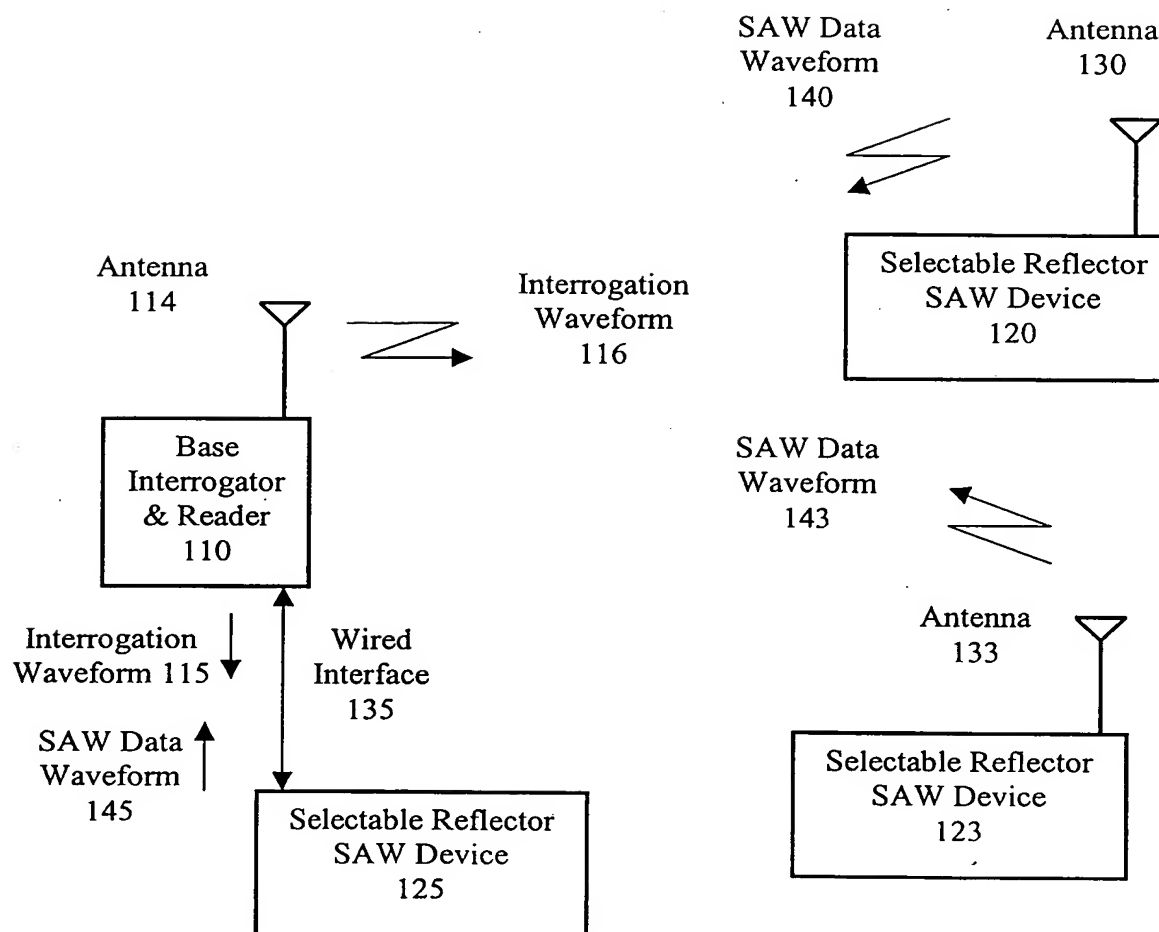 SAW Data
Waveform
140
Antenna
130
Antenna
114
Interrogation
Waveform
116
Selectable Reflector
SAW Device
120
Base
Interrogator
& Reader
110
SAW Data
Waveform
143
Interrogation
Waveform 115
Wired
Interface
135
Antenna
133
SAW Data
Waveform
145
Selectable Reflector
SAW Device
123
Selectable Reflector
SAW Device
125